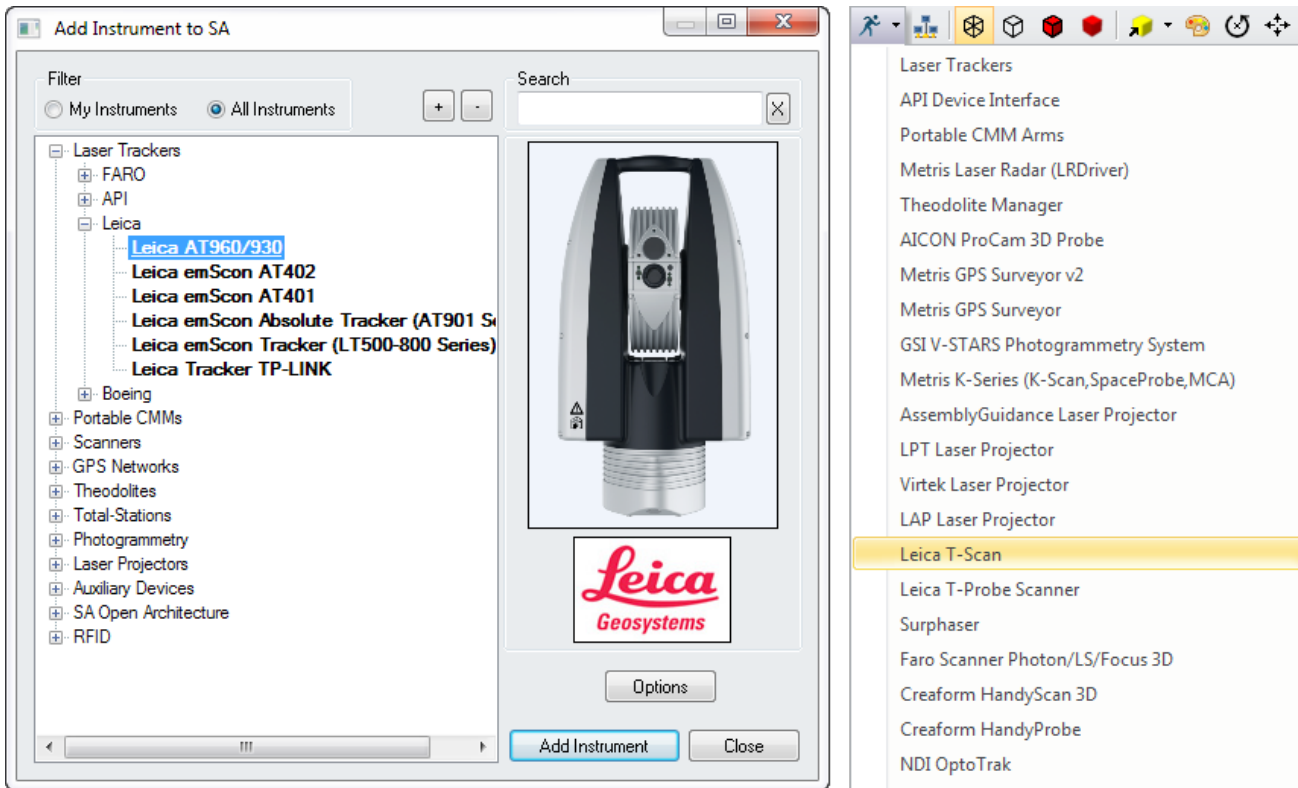 Add Instrument to SA
Filter
My Instruments
All Instruments
+
-
Search
X
Laser Trackers
FARO
API
Leica
Leica AT960/930
Leica emScon AT402
Leica emScon AT401
Leica emScon Absolute Tracker (AT901 S
Leica emScon Tracker (LT500-800 Series)
Leica Tracker TP-LINK
Boeing
Portable CMMs
Scanners
GPS Networks
Theodolites
Total-Stations
Photogrammetry
Laser Projectors
Auxiliary Devices
SA Open Architecture
RFID
Leica
Geosystems
Options
Add Instrument
Close
Laser Trackers
API Device Interface
Portable CMM Arms
Metris Laser Radar (LRDriver)
Theodolite Manager
AICON ProCam 3D Probe
Metris GPS Surveyor v2
Metris GPS Surveyor
GSI V-STARS Photogrammetry System
Metris K-Series (K-Scan,SpaceProbe,MCA)
AssemblyGuidance Laser Projector
LPT Laser Projector
Virtek Laser Projector
LAP Laser Projector
Leica T-Scan
Leica T-Probe Scanner
Surphaser
Faro Scanner Photon/LS/Focus 3D
Creaform HandyScan 3D
Creaform HandyProbe
NDI OptoTrak